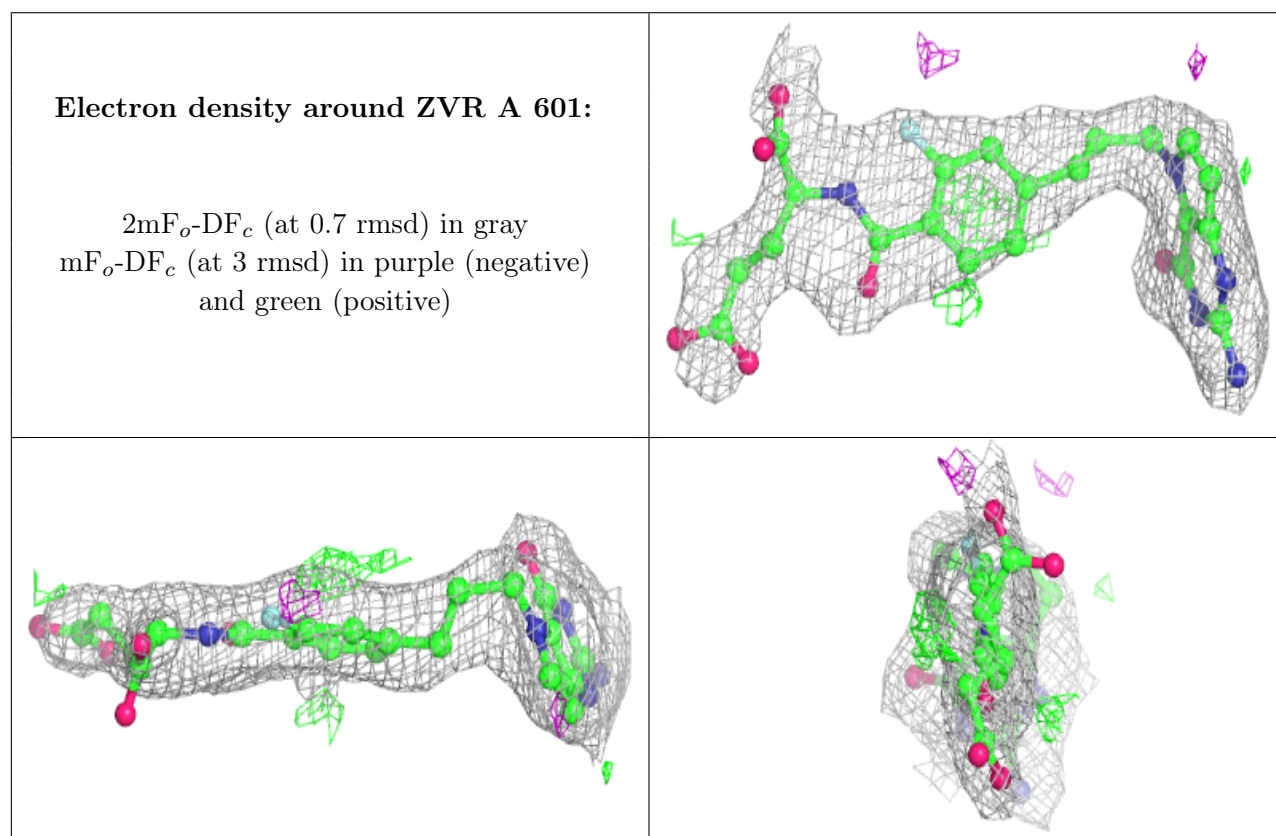 Electron density around ZVR A 601:
2mFₒ-DF𝒸 (at 0.7 rmsd) in gray
mFₒ-DF𝒸 (at 3 rmsd) in purple (negative)
and green (positive)